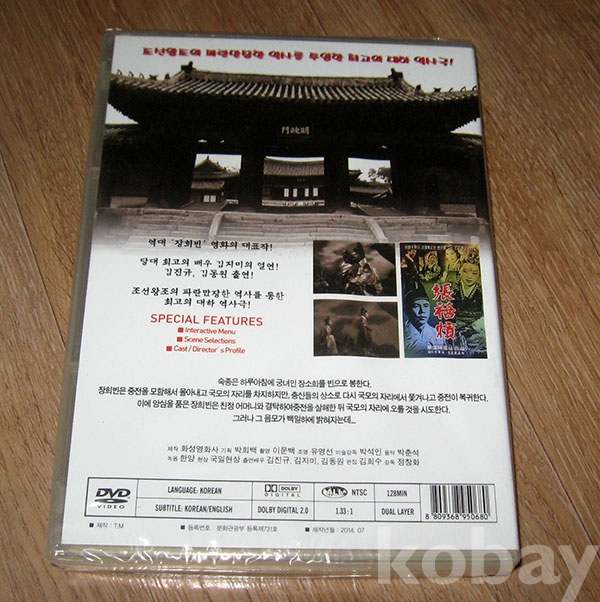 조선왕조의 파란만장한 역사를 투영한 최고의 대하 역사극!
門政明
역대 '장희빈' 영화의 대표작!
당대 최고의 배우 김지미의 열연!
김진규, 김동원 출연!
조선왕조의 파란만장한 역사를 통한
최고의 대하 역사극!
張禧嬪
SPECIAL FEATURES
Interactive Menu
Scene Selections
Cast / Director´s Profile
숙종은 하루아침에 궁녀인 장소희를 빈으로 봉한다.
장희빈은 중전을 모함해서 몰아내고 국모의 자리를 차지하지만, 충신들의 상소로 다시 국모의 자리에서 쫓겨나고 중전이 복귀한다.
이에 앙심을 품은 장희빈은 친정 어머니와 결탁하여중전을 살해한 뒤 국모의 자리에 오를 것을 시도한다.
그러나 그 음모가 백일하에 밝혀지는데...
제작 화성영화사 기획 박희백 촬영 이문백 조명 유영선 미술감독 박석인 음악 박춘석
녹음 한양 현상 국일현상 출연배우 김진규, 김지미, 김동원 편집 김희수 감독 정창화
DVD VIDEO
LANGUAGE: KOREAN
DOLBY DIGITAL
ALL
NTSC
128MIN
SUBTITLE: KOREAN/ENGLISH
DOLBY DIGITAL 2.0
1.33 : 1
DUAL LAYER
8 809368 950680
제작 : T.M
등록번호 : 문화관광부 등록제731호
제작년월 : 2014. 07
kobay